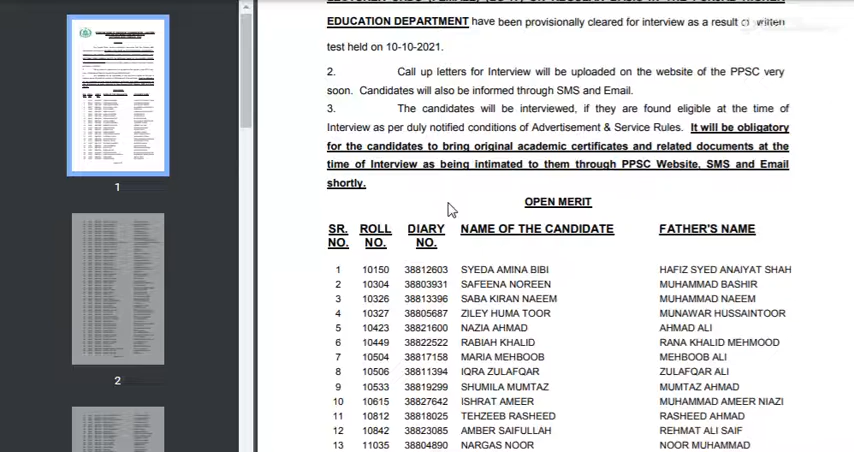 EDUCATION DEPARTMENT have been provisionally cleared for interview as a result of written
test held on 10-10-2021.
2. Call up letters for Interview will be uploaded on the website of the PPSC very
soon. Candidates will also be informed through SMS and Email.
3. The candidates will be interviewed, if they are found eligible at the time of
Interview as per duly notified conditions of Advertisement & Service Rules. It will be obligatory
for the candidates to bring original academic certificates and related documents at the
time of Interview as being intimated to them through PPSC Website, SMS and Email
shortly.
OPEN MERIT
SR. NO. ROLL NO. DIARY NO. NAME OF THE CANDIDATE FATHER'S NAME
1 10150 38812603 SYEDA AMINA BIBI HAFIZ SYED ANAIYAT SHAH
2 10304 38803931 SAFEENA NOREEN MUHAMMAD BASHIR
3 10326 38813396 SABA KIRAN NAEEM MUHAMMAD NAEEM
4 10327 38805687 ZILEY HUMA TOOR MUNAWAR HUSSAINTOOR
5 10423 38821600 NAZIA AHMAD AHMAD ALI
6 10449 38822522 RABIAH KHALID RANA KHALID MEHMOOD
7 10504 38817158 MARIA MEHBOOB MEHBOOB ALI
8 10506 38811394 IQRA ZULAFQAR ZULAFQAR ALI
9 10533 38819299 SHUMILA MUMTAZ MUMTAZ AHMAD
10 10615 38827642 ISHRAT AMEER MUHAMMAD AMEER NIAZI
11 10812 38818025 TEHZEEB RASHEED RASHEED AHMAD
12 10842 38823085 AMBER SAIFULLAH REHMAT ALI SAIF
13 11035 38804890 NARGAS NOOR NOOR MUHAMMAD
1
2